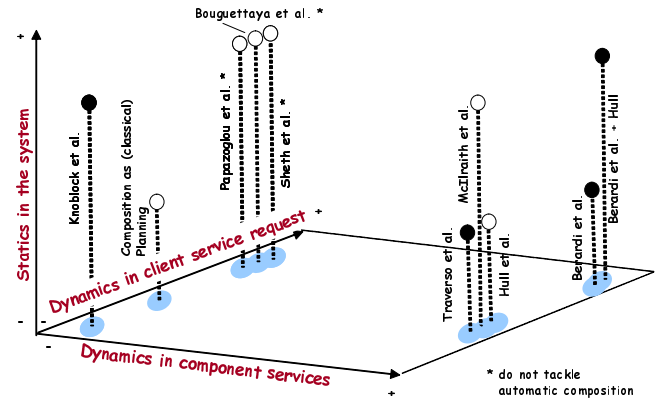 Bouguettaya et al. *
+
Statics in the system
Knoblock et al.
Composition as (classical)
Planning
Papazoglou et al. *
Sheth et al. *
McIlraith et al.
Berardi et al. + Hull
Berardi et al.
Traverso et al.
Hull et al.
Dynamics in client service request
+
-
-
-
Dynamics in component services
+
* do not tackle
automatic composition